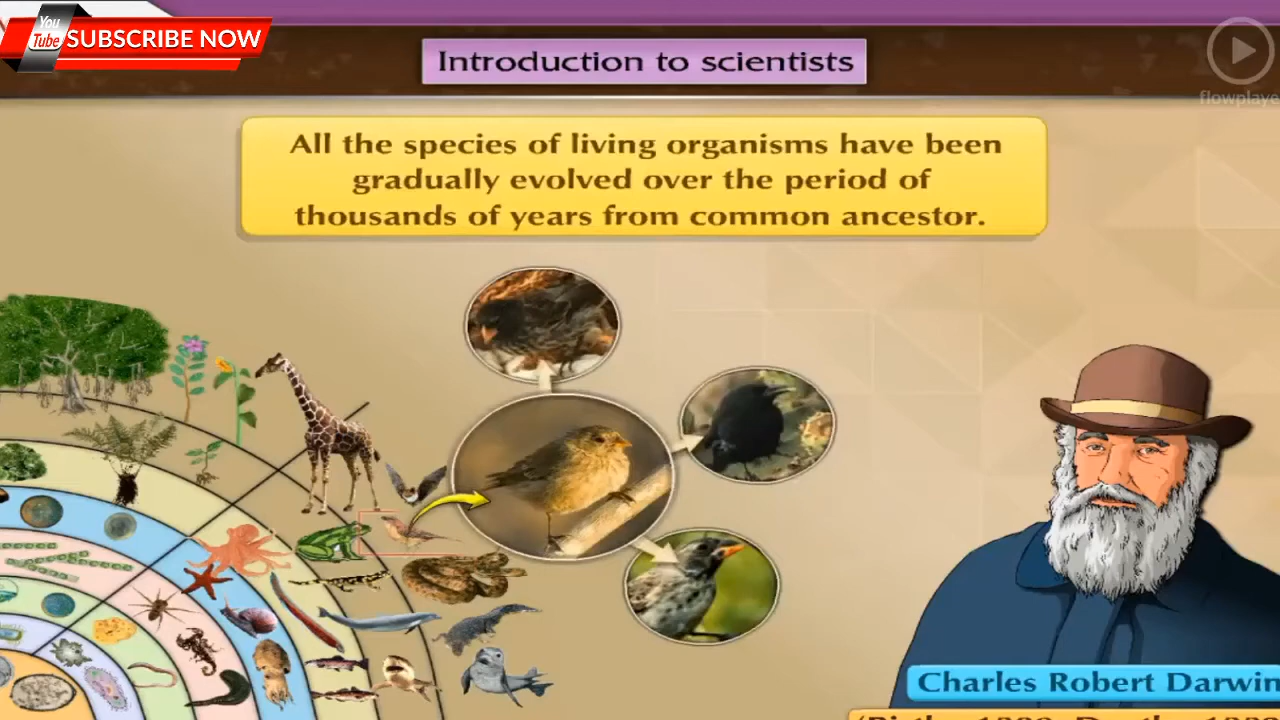 You
Tube
SUBSCRIBE NOW
Introduction to scientists
flowplaye
All the species of living organisms have been
gradually evolved over the period of
thousands of years from common ancestor.
Charles Robert Darwin